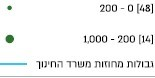 [48] 0 - 200
[14] 200 - 1,000
גבולות מחוזות משרד החינוך